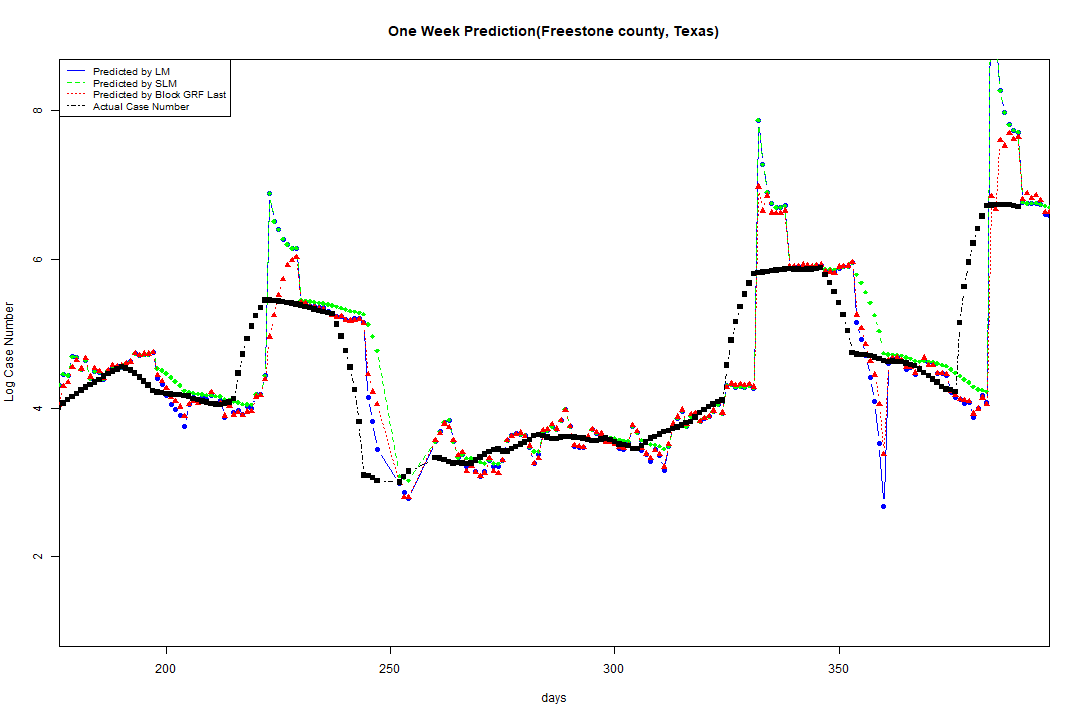 One Week Prediction(Freestone county, Texas)
Predicted by LM
Predicted by SLM
Predicted by Block GRF Last
Actual Case Number
Log Case Number
8
6
4
2
200
250
300
350
days